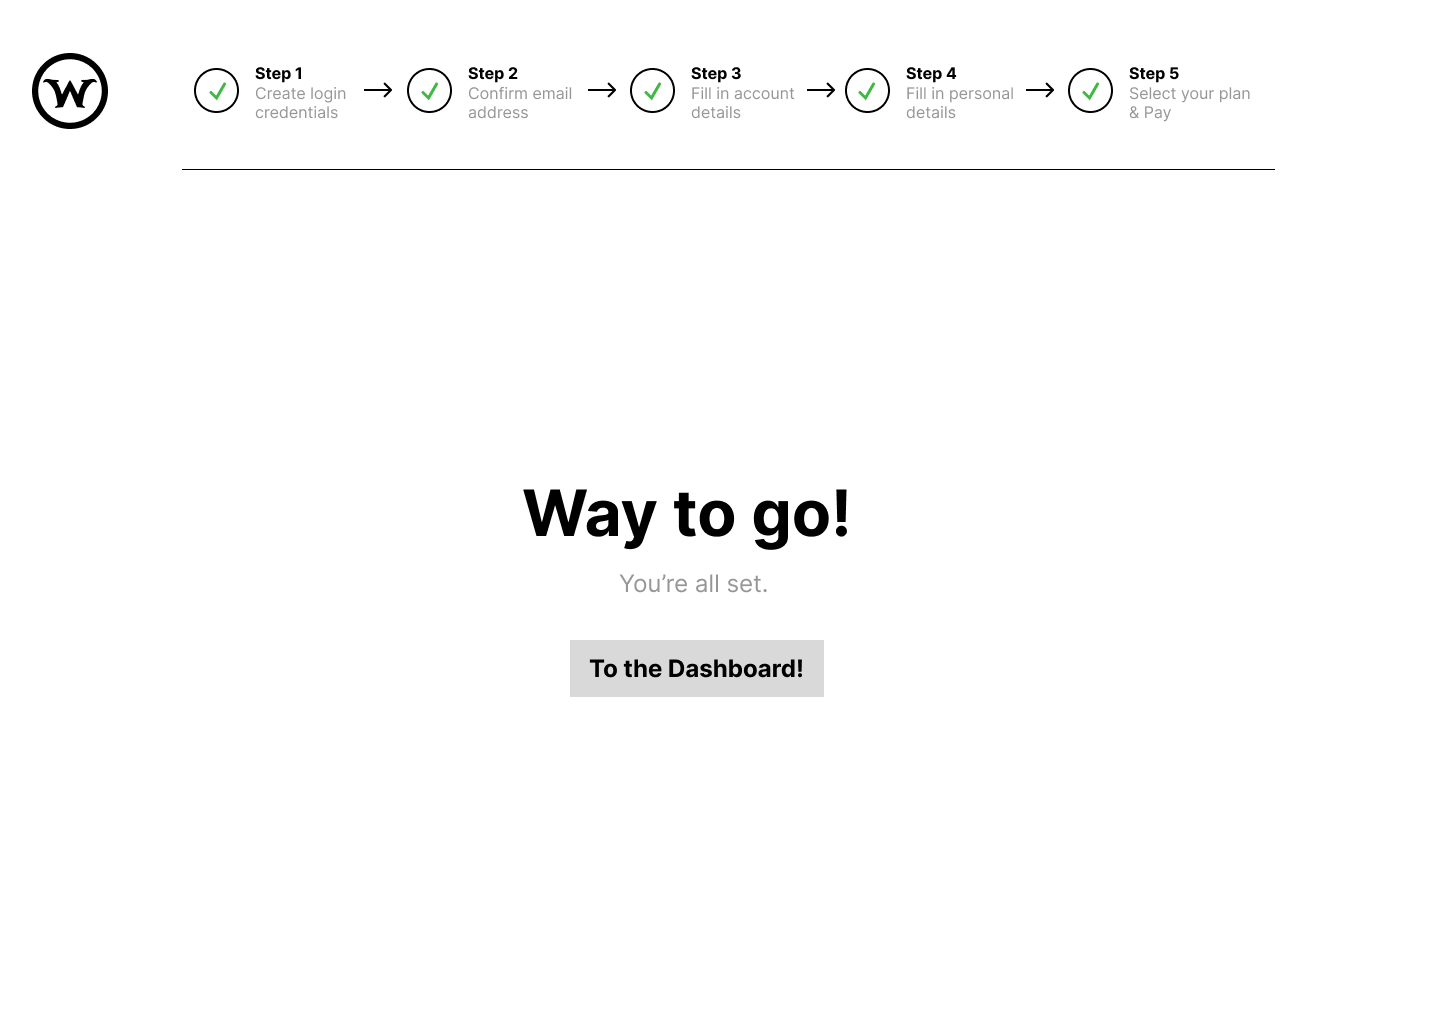 W
Step 1
Create login
credentials
Step 2
Confirm email
address
Step 3
Fill in account
details
Step 4
Fill in personal
details
Step 5
Select your plan
& Pay
Way to go!
You’re all set.
To the Dashboard!